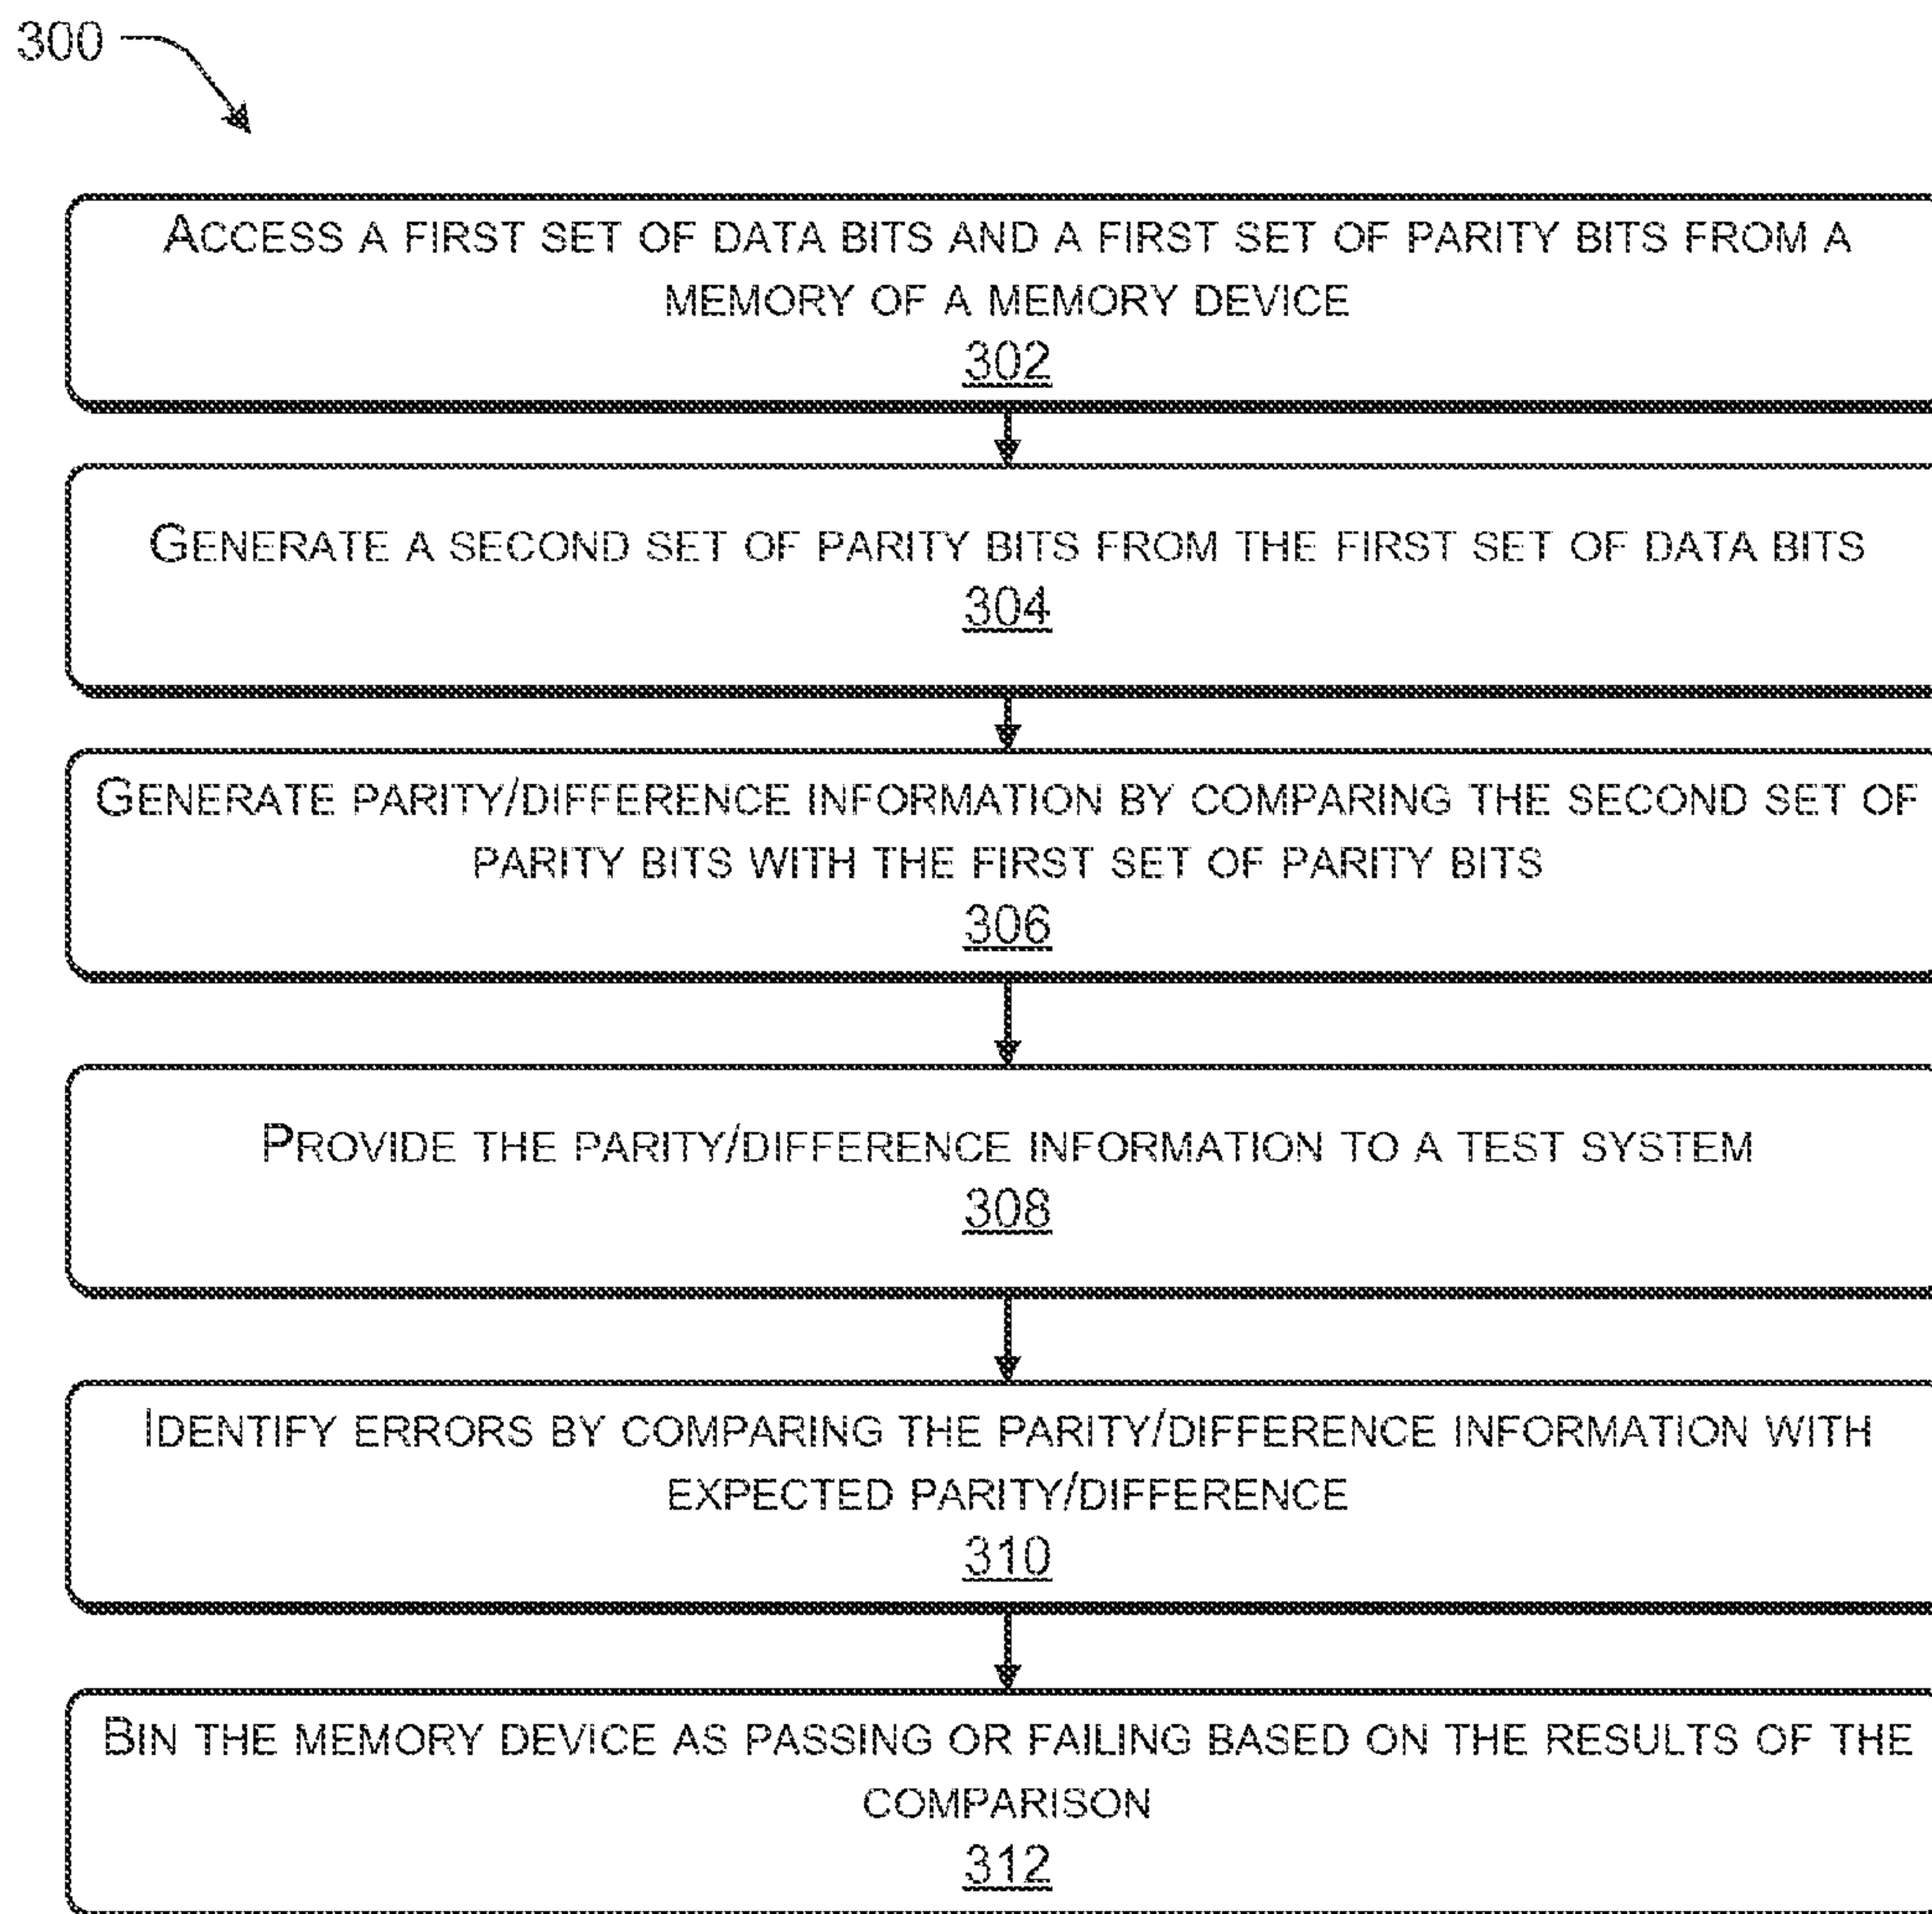 300
ACCESS A FIRST SET OF DATA BITS AND A FIRST SET OF PARITY BITS FROM A
MEMORY OF A MEMORY DEVICE
302
GENERATE A SECOND SET OF PARITY BITS FROM THE FIRST SET OF DATA BITS
304
GENERATE PARITY/DIFFERENCE INFORMATION BY COMPARING THE SECOND SET OF
PARITY BITS WITH THE FIRST SET OF PARITY BITS
306
PROVIDE THE PARITY/DIFFERENCE INFORMATION TO A TEST SYSTEM
308
IDENTIFY ERRORS BY COMPARING THE PARITY/DIFFERENCE INFORMATION WITH
EXPECTED PARITY/DIFFERENCE
310
BIN THE MEMORY DEVICE AS PASSING OR FAILING BASED ON THE RESULTS OF THE
COMPARISON
312